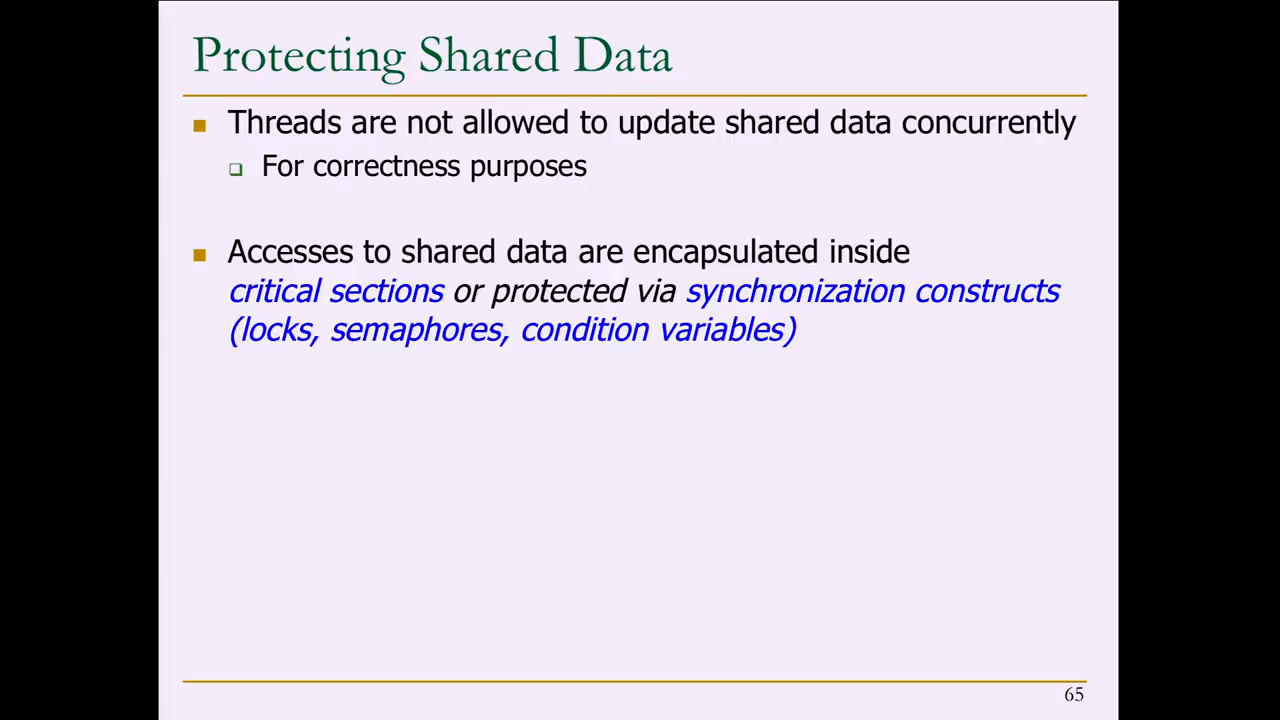 Protecting Shared Data
Threads are not allowed to update shared data concurrently
For correctness purposes
Accesses to shared data are encapsulated inside
critical sections or protected via synchronization constructs
(locks, semaphores, condition variables)
65